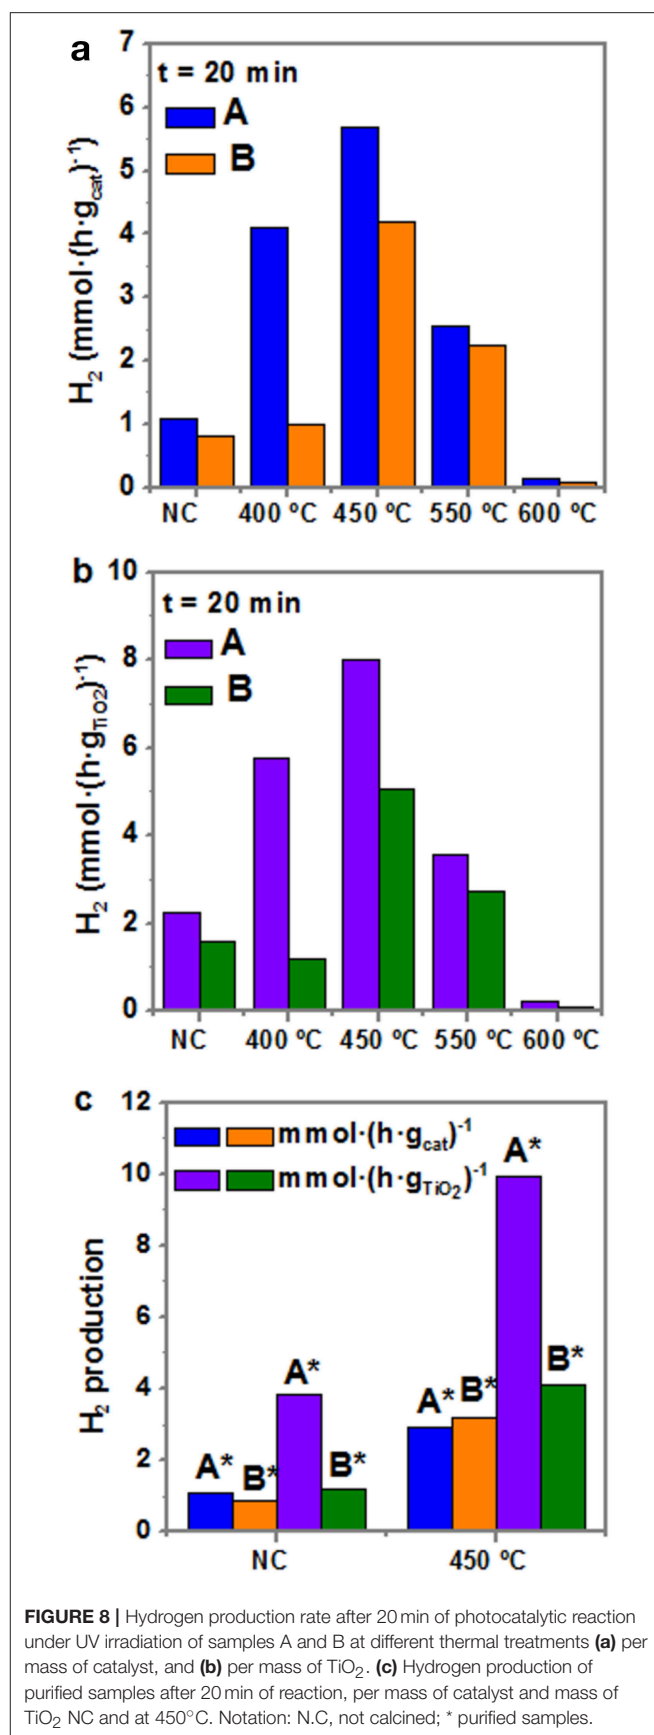 a
7
6
5
4
3
2
1
0
H2 (mmol·(h·gcat)-1)
t = 20 min
A
B
NC 400 ºC 450 ºC 550 ºC 600 ºC
b
10
8
6
4
2
0
H2 (mmol·(h·gTiO2)-1)
t = 20 min
A
B
NC 400 ºC 450 ºC 550 ºC 600 ºC
c
12
10
8
6
4
2
0
H2 production
mmol·(h·gcat)-1
mmol·(h·gTiO2)-1
A* B* A* B*
A* B* A* B*
NC 450 ºC
FIGURE 8 | Hydrogen production rate after 20 min of photocatalytic reaction
under UV irradiation of samples A and B at different thermal treatments (a) per
mass of catalyst, and (b) per mass of TiO2. (c) Hydrogen production of
purified samples after 20 min of reaction, per mass of catalyst and mass of
TiO2 NC and at 450°C. Notation: N.C, not calcined; * purified samples.